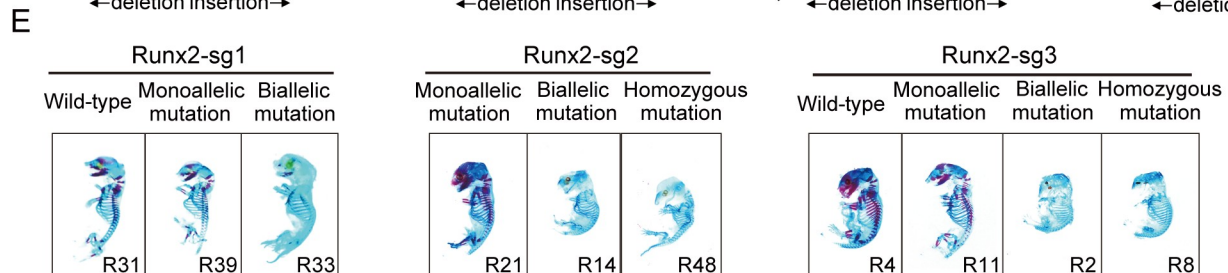 ←deletion insertion→ ←deletion insertion→ ←deletion insertion→
E
Runx2-sg1 Runx2-sg2 Runx2-sg3
Wild-type Monoallelic mutation Biallelic mutation Monoallelic mutation Biallelic mutation Homozygous mutation Wild-type Monoallelic mutation Biallelic mutation Homozygous mutation
R31 R39 R33 R21 R14 R48 R4 R11 R2 R8